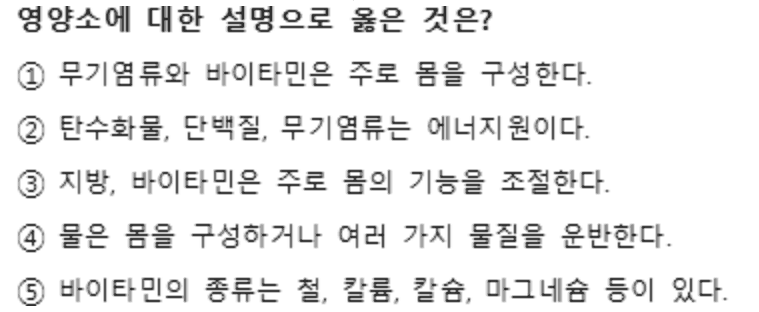 영양소에 대한 설명으로 옳은 것은?
① 무기염류와 바이타민은 주로 몸을 구성한다.
② 탄수화물, 단백질, 무기염류는 에너지원이다.
③ 지방, 바이타민은 주로 몸의 기능을 조절한다.
④ 물은 몸을 구성하거나 여러 가지 물질을 운반한다.
⑤ 바이타민의 종류는 철, 칼륨, 칼슘, 마그네슘 등이 있다.